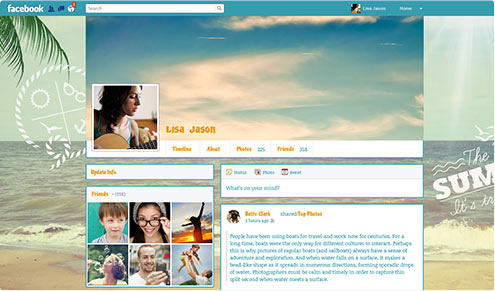 facebook
Search
Lisa Jason
Home
Lisa Jason
Timeline About Photos 225 Friends 358
Update Info
Status Photo Event
What's on your mind?
Friends
Betty Clark shared Top Photos
6 hours ago
People have been using boats for travel and work now for centuries. For
a long time, boats were the only way for different cultures to interact. Perhaps
this is why pictures of regular boats (and sailboats) always have a sense of
adventure and exploration. And when water falls on a surface, it makes a
bead-like shape as it spreads in numerous directions, forming sporadic drops
of water. Photographers must be calm and timely in order to capture this
split second when water meets a surface.
The
SUM
It's ti